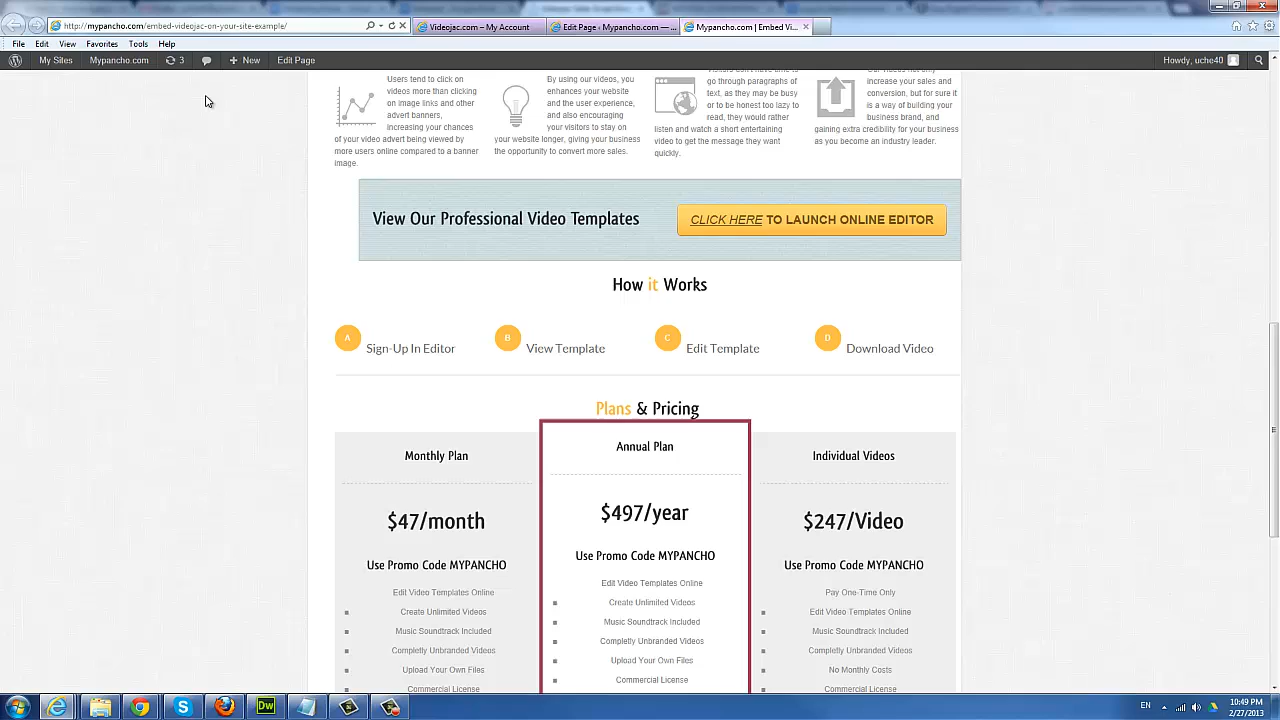 http://mypancho.com/embed-videojac-on-your-site-example/
Videojac.com – My Account
Edit Page ‹ Mypancho.com — ...
Mypancho.com | Embed Vi...
File Edit View Favorites Tools Help
My Sites Mypancho.com 3 New Edit Page
Howdy, uche40
Users tend to click on
videos more than clicking
on image links and other
advert banners,
increasing your chances
of your video advert being viewed by
more users online compared to a banner
image.
By using our videos, you
enhances your website
and the user experience,
and also encouraging
your visitors to stay on
your website longer, giving your business
the opportunity to convert more sales.
Visitors don't have time to
go through paragraphs of
text, as they may be busy
or to be honest too lazy to
read, they would rather
listen and watch a short entertaining
video to get the message they want
quickly.
increase your sales and
conversion, but for sure it
is a way of building your
business brand, and
gaining extra credibility for your business
as you become an industry leader.
View Our Professional Video Templates
CLICK HERE TO LAUNCH ONLINE EDITOR
How it Works
A Sign-Up In Editor
B View Template
C Edit Template
D Download Video
Plans & Pricing
Monthly Plan
$47/month
Use Promo Code MYPANCHO
Edit Video Templates Online
Create Unlimited Videos
Music Soundtrack Included
Completly Unbranded Videos
Upload Your Own Files
Commercial License
Annual Plan
$497/year
Use Promo Code MYPANCHO
Edit Video Templates Online
Create Unlimited Videos
Music Soundtrack Included
Completly Unbranded Videos
Upload Your Own Files
Commercial License
Individual Videos
$247/Video
Use Promo Code MYPANCHO
Pay One-Time Only
Edit Video Templates Online
Music Soundtrack Included
Completly Unbranded Videos
No Monthly Costs
Commercial License
Dw
EN
10:49 PM
2/27/2013